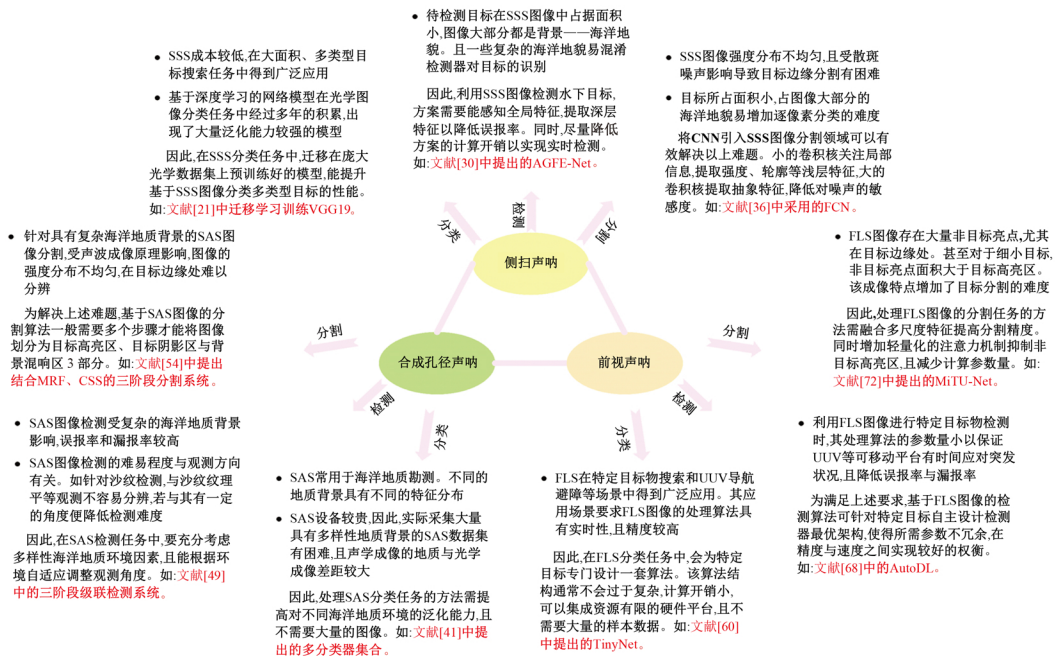 • SSS成本较低,在大面积、多类型目
标搜索任务中得到广泛应用
• 基于深度学习的网络模型在光学图
像分类任务中经过多年的积累,出
现了大量泛化能力较强的模型
因此,在SSS分类任务中,迁移在庞大
光学数据集上预训练好的模型,能提升
基于SSS图像分类多类型目标的性能。
如:文献[21]中迁移学习训练VGG19。
• 待检测目标在SSS图像中占据面积
小,图像大部分都是背景——海洋地
貌。且一些复杂的海洋地貌易混淆
检测器对目标的识别
因此,利用SSS图像检测水下目标,
方案需要能感知全局特征,提取深层
特征以降低误报率。同时,尽量降低
方案的计算开销以实现实时检测。
如:文献[30]中提出的AGFE-Net。
• SSS图像强度分布不均匀,且受散斑
噪声影响导致目标边缘分割有困难
• 目标所占面积小,占图像大部分的
海洋地貌易增加逐像素分类的难度
将CNN引入SSS图像分割领域可以有
效解决以上难题。小的卷积核关注局部
信息,提取强度、轮廓等浅层特征,大的
卷积核提取抽象特征,降低对噪声的敏
感度。如:文献[36]中采用的FCN。
分类
检测
分割
侧扫声呐
• 针对具有复杂海洋地质背景的SAS图
像分割,受声波成像原理影响,图像的
强度分布不均匀,在目标边缘处难以
分辨
为解决上述难题,基于SAS图像的分
割算法一般需要多个步骤才能将图像
划分为目标高亮区、目标阴影区与背
景混响区 3 部分。如:文献[54]中提出
结合MRF、CSS的三阶段分割系统。
分割
合成孔径声呐
前视声呐
分割
• FLS图像存在大量非目标亮点,尤其
在目标边缘处。甚至对于细小目标,
非目标亮点面积大于目标高亮区。
该成像特点增加了目标分割的难度
因此,处理FLS图像的分割任务的方法
需融合多尺度特征提高分割精度。
同时增加轻量化的注意力机制抑制非
目标高亮区,且减少计算参数量。如:
文献[72]中提出的MiTU-Net。
检测
分类
分类
检测
• SAS图像检测受复杂的海洋地质背景
影响,误报率和漏报率较高
• SAS图像检测的难易程度与观测方向
有关。如针对沙纹检测,与沙纹纹理
平等观测不容易分辨,若与其有一定
的角度便降低检测难度
因此,在SAS检测任务中,要充分考虑
多样性海洋地质环境因素,且能根据环
境自适应调整观测角度。如:文献[49]
中的三阶段级联检测系统。
• SAS常用于海洋地质勘测。不同的
地质背景具有不同的特征分布
• SAS设备较贵,因此,实际采集大量
具有多样性地质背景的SAS数据集
有困难,且声学成像的地质与光学
成像差距较大
因此,处理SAS分类任务的方法需提
高对不同海洋地质环境的泛化能力,且
不需要大量的图像。如:文献[41]中提
出的多分类器集合。
• FLS在特定目标物搜索和UUV导航
避障等场景中得到广泛应用。其应
用场景要求FLS图像的处理算法具
有实时性,且精度较高
因此,在FLS分类任务中,会为特定
目标专门设计一套算法。该算法结
构通常不会过于复杂,计算开销小,
可以集成资源有限的硬件平台,且不
需要大量的样本数据。如:文献[60]
中提出的TinyNet。
• 利用FLS图像进行特定目标物检测
时,其处理算法的参数量小以保证
UUV等可移动平台有时间应对突发
状况,且降低误报率与漏报率
为满足上述要求,基于FLS图像的检
测算法可针对特定目标自主设计检测
器最优架构,使得所需参数不冗余,在
精度与速度之间实现较好的权衡。
如:文献[68]中的AutoDL。